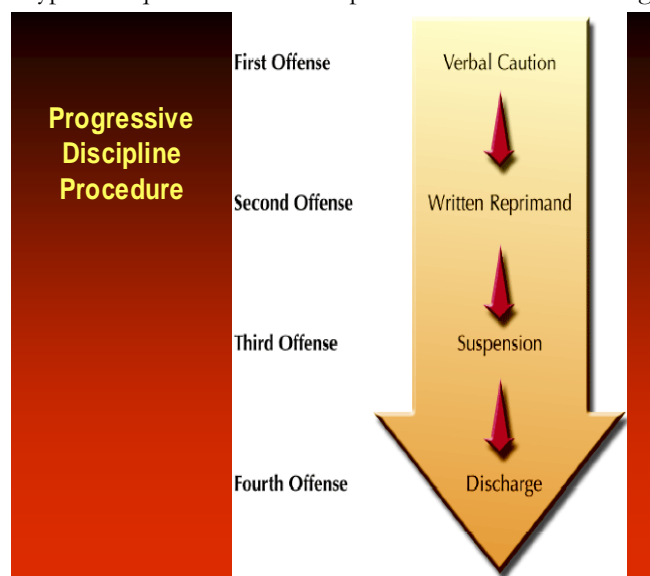 Progressive
Discipline
Procedure
First Offense Verbal Caution
Second Offense Written Reprimand
Third Offense Suspension
Fourth Offense Discharge